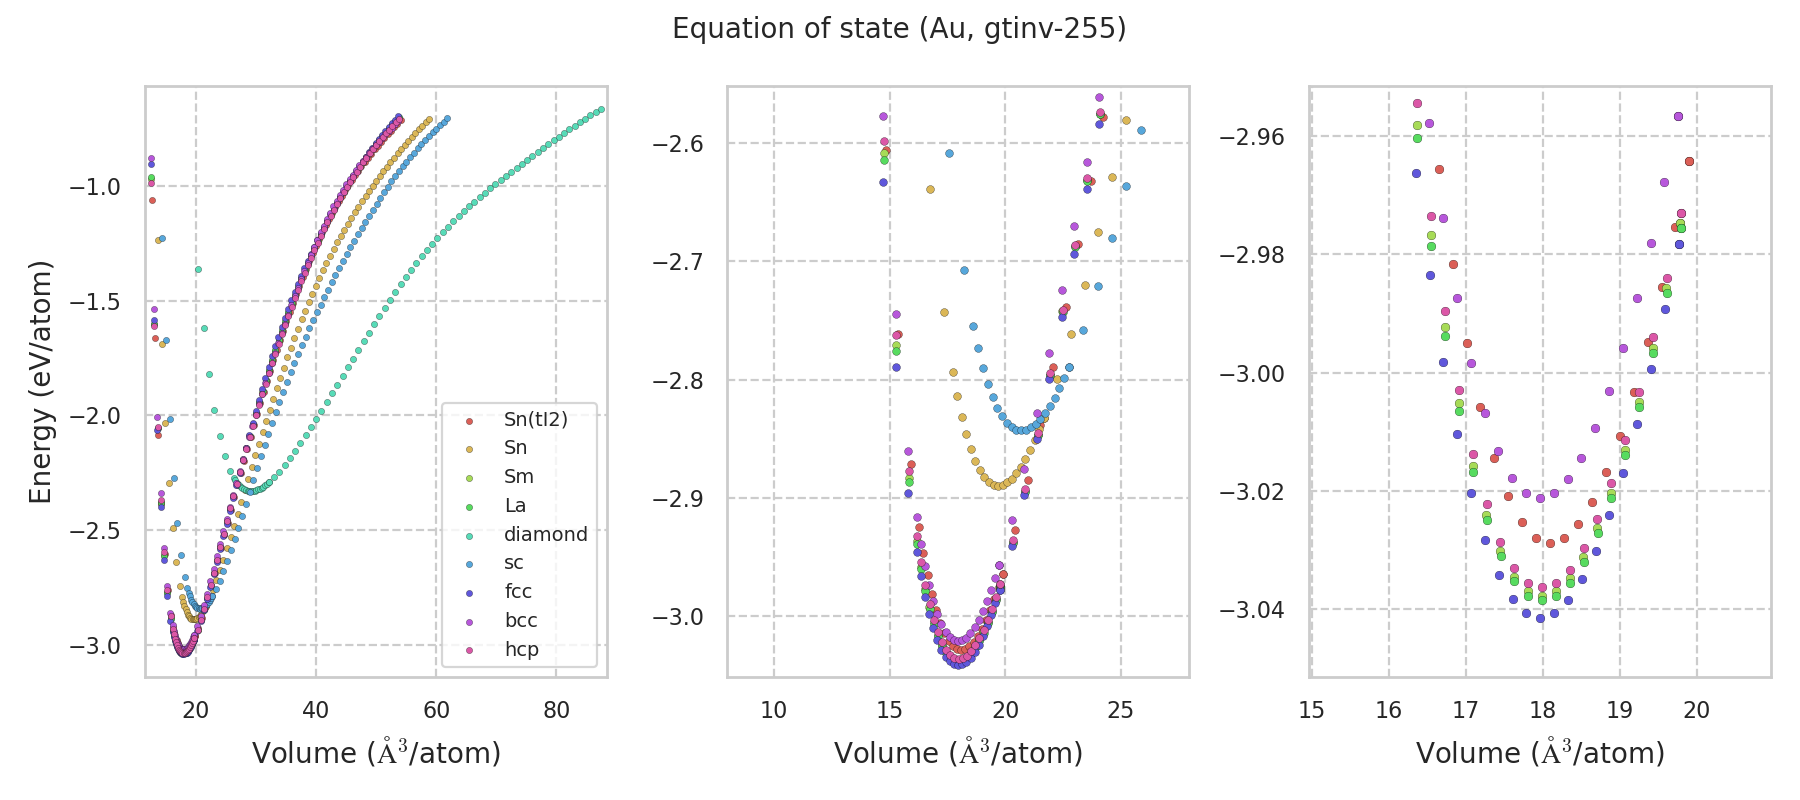 Equation of state (Au, gtinv-255)
Energy (eV/atom)
−1.0
−1.5
−2.0
−2.5
−3.0
20 40 60 80
Volume (Å³/atom)
Sn(tI2)
Sn
Sm
La
diamond
sc
fcc
bcc
hcp
−2.6
−2.7
−2.8
−2.9
−3.0
10 15 20 25
Volume (Å³/atom)
−2.96
−2.98
−3.00
−3.02
−3.04
15 16 17 18 19 20
Volume (Å³/atom)